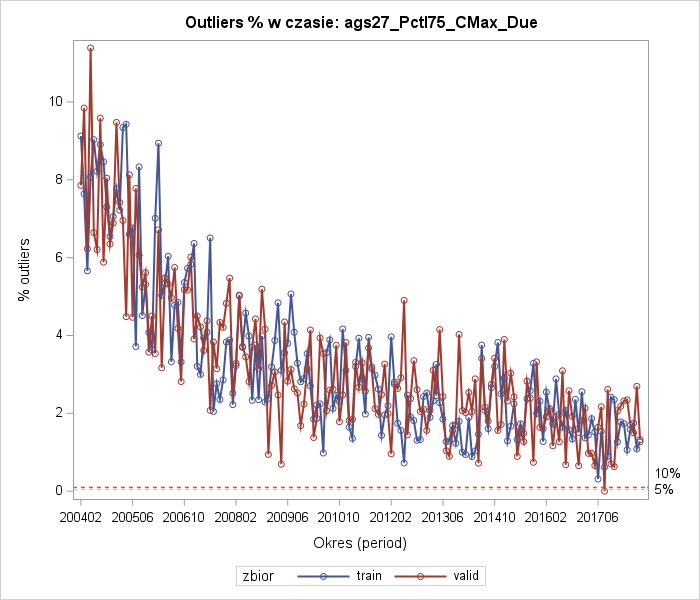 Outliers % w czasie: ags27_Pctl75_CMax_Due
% outliers
10
8
6
4
2
0
10%
5%
200402 200506 200610 200802 200906 201010 201202 201306 201410 201602 201706
Okres (period)
zbior train valid